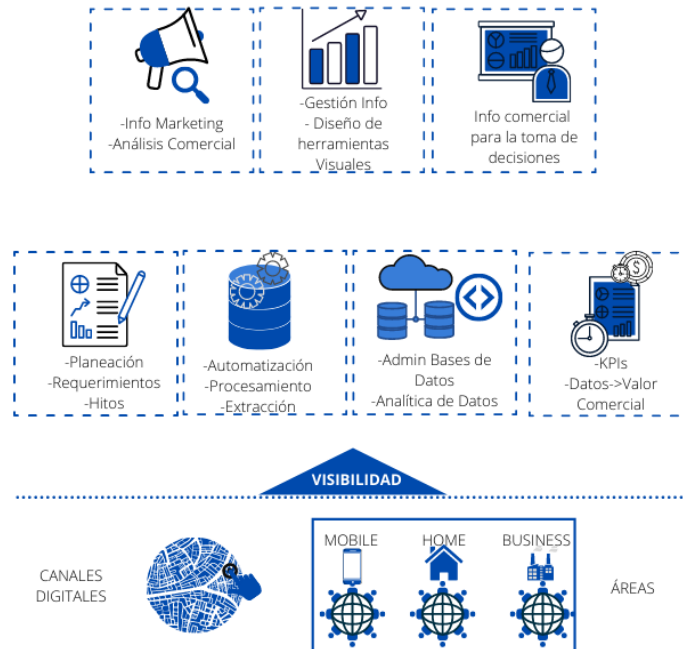 -Info Marketing
-Análisis Comercial
-Gestión Info
- Diseño de
herramientas
Visuales
Info comercial
para la toma de
decisiones
-Planeación
-Requerimientos
-Hitos
-Automatización
-Procesamiento
-Extracción
-Admin Bases de
Datos
-Analítica de Datos
-KPIs
-Datos->Valor
Comercial
VISIBILIDAD
CANALES
DIGITALES
MOBILE
HOME
BUSINESS
ÁREAS